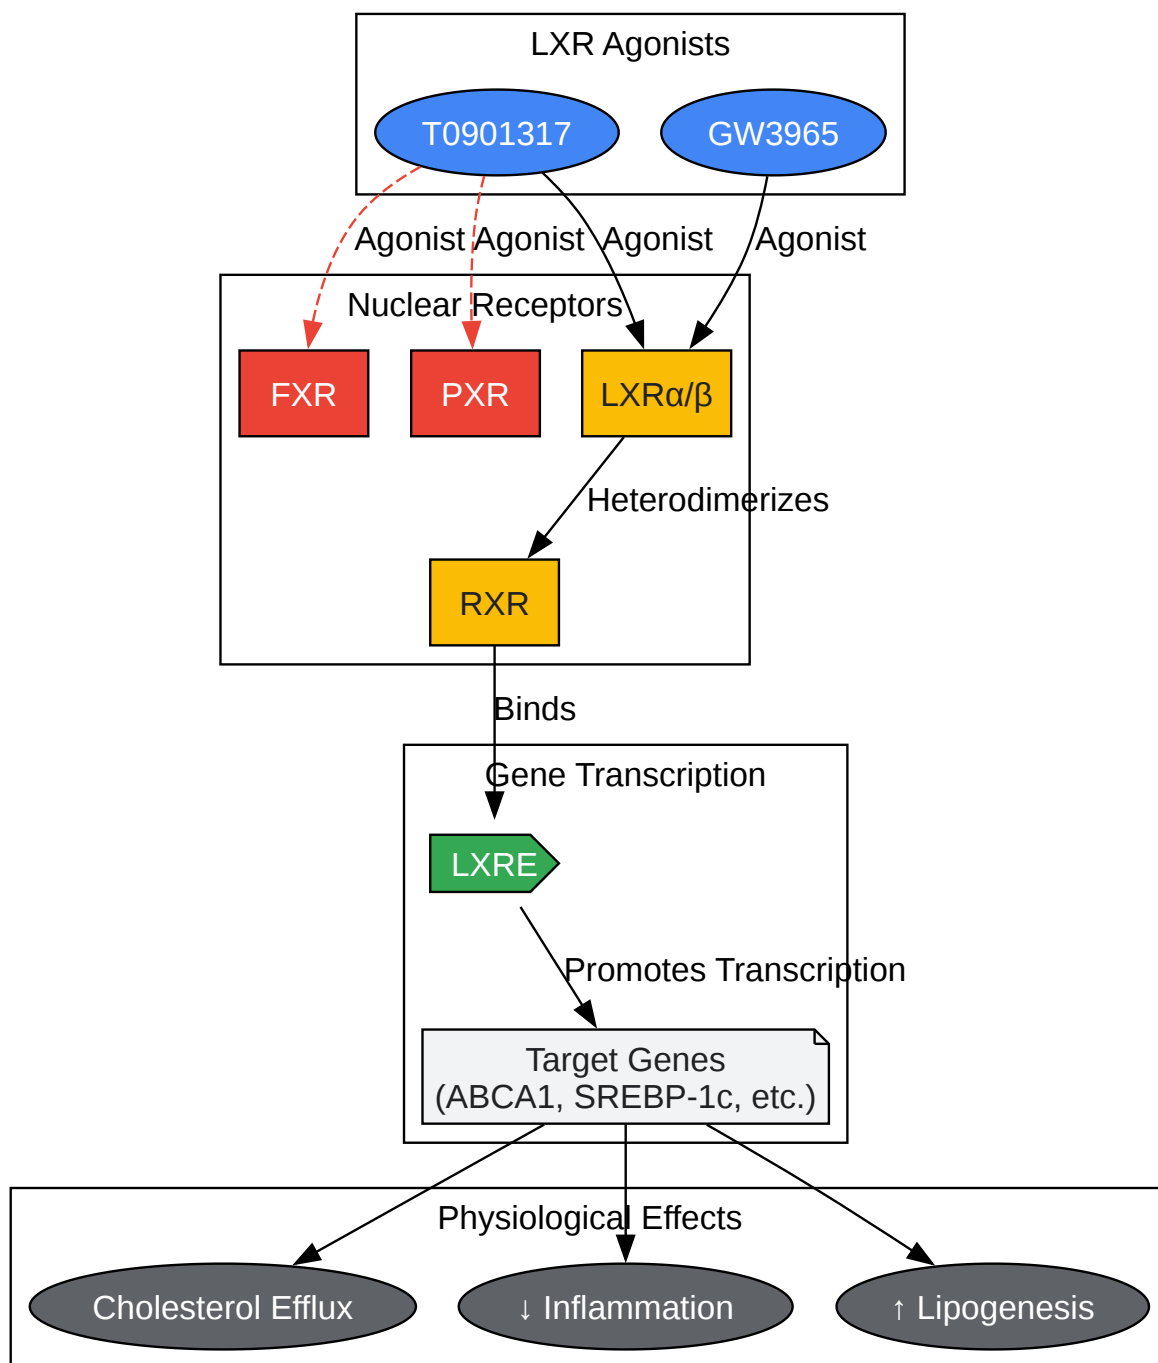 LXR Agonists
T0901317
GW3965
Agonist
Agonist
Agonist
Agonist
Nuclear Receptors
FXR
PXR
LXRα/β
Heterodimerizes
RXR
Binds
Gene Transcription
LXRE
Promotes Transcription
Target Genes
(ABCA1, SREBP-1c, etc.)
Physiological Effects
Cholesterol Efflux
↓ Inflammation
↑ Lipogenesis